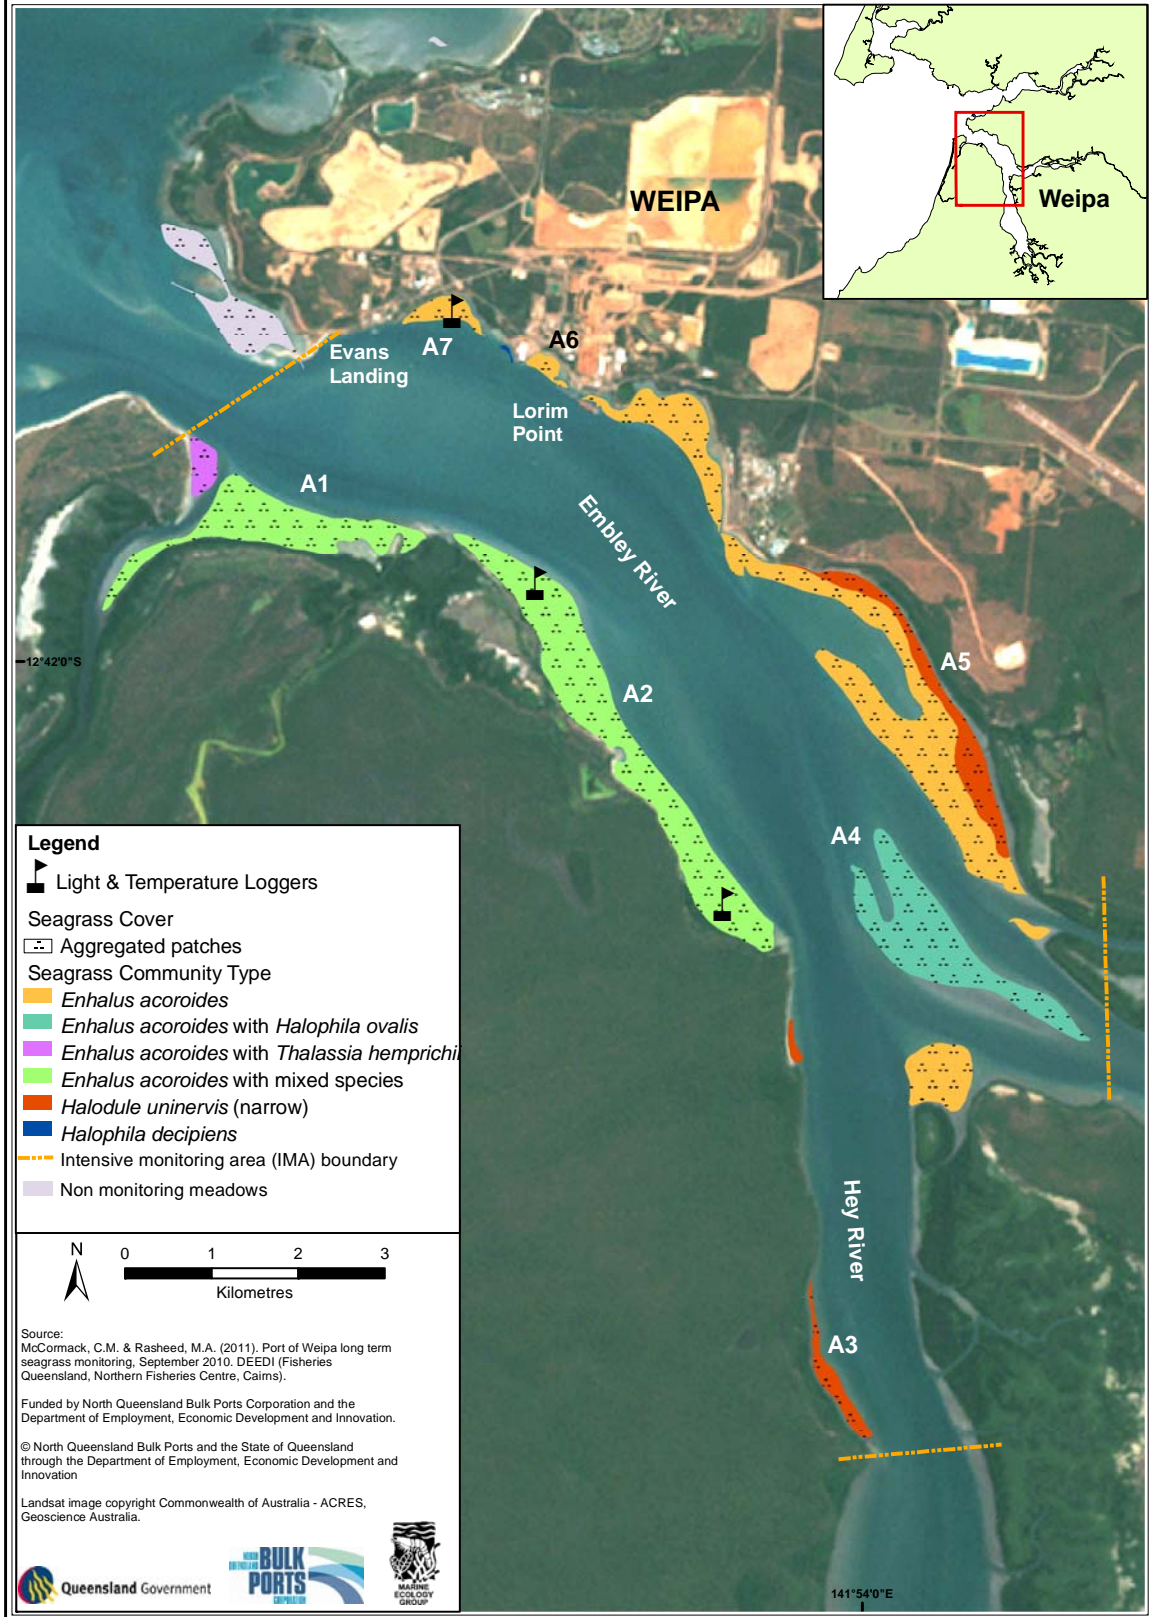 WEIPA
Weipa
A7
A6
Evans
Landing
Lorim
Point
A1
Embley River
12°42'0"S
A5
A2
A4
Legend
Light & Temperature Loggers
Seagrass Cover
Aggregated patches
Seagrass Community Type
Enhalus acoroides
Enhalus acoroides with Halophila ovalis
Enhalus acoroides with Thalassia hemprichii
Enhalus acoroides with mixed species
Halodule uninervis (narrow)
Halophila decipiens
Intensive monitoring area (IMA) boundary
Non monitoring meadows
Hey River
A3
N
0 1 2 3
Kilometres
Source:
McCormack, C.M. & Rasheed, M.A. (2011). Port of Weipa long term
seagrass monitoring, September 2010. DEEDI (Fisheries
Queensland, Northern Fisheries Centre, Cairns).
Funded by North Queensland Bulk Ports Corporation and the
Department of Employment, Economic Development and Innovation.
© North Queensland Bulk Ports and the State of Queensland
through the Department of Employment, Economic Development and
Innovation
Landsat image copyright Commonwealth of Australia - ACRES,
Geoscience Australia.
Queensland Government
NORTH
QUEENSLAND
BULK
PORTS
CORPORATION
MARINE
ECOLOGY
GROUP
141°54'0"E